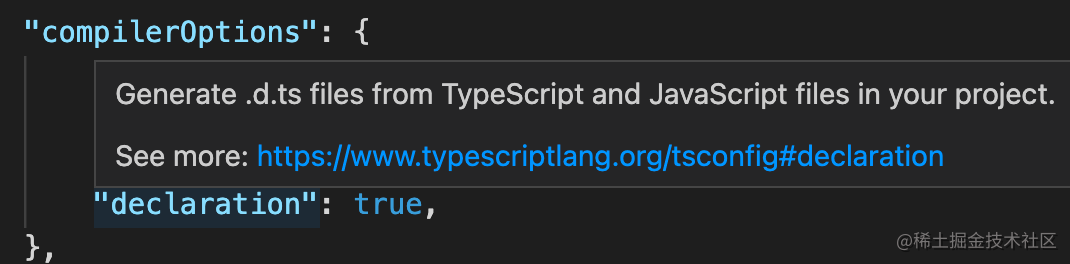 "compilerOptions": {
Generate .d.ts files from TypeScript and JavaScript files in your project.
See more: https://www.typescriptlang.org/tsconfig#declaration
"declaration": true,
},
@稀土掘金技术社区